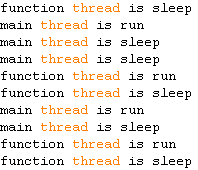 function thread is sleep
main thread is run
main thread is sleep
main thread is sleep
function thread is run
function thread is sleep
main thread is run
main thread is sleep
function thread is run
function thread is sleep